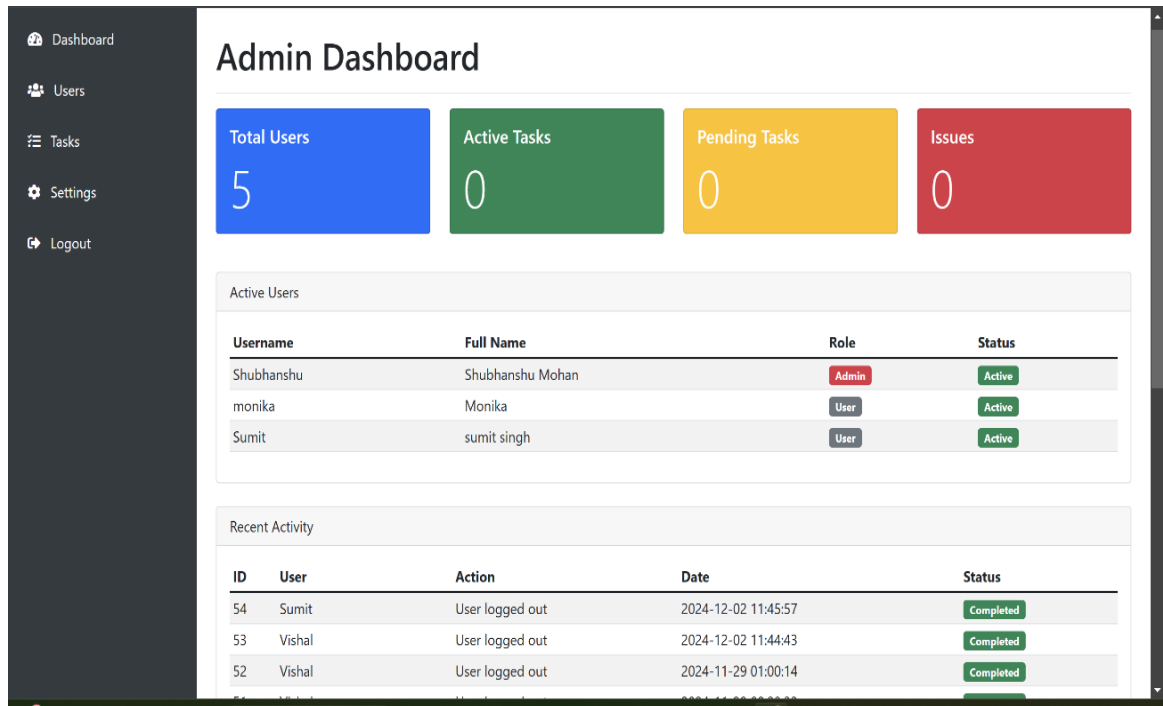 Dashboard
Users
Tasks
Settings
Logout
Admin Dashboard
Total Users Active Tasks Pending Tasks Issues
5 0 0 0
Active Users
Username Full Name Role Status
Shubhanshu Shubhanshu Mohan Admin Active
monika Monika User Active
Sumit sumit singh User Active
Recent Activity
ID User Action Date Status
54 Sumit User logged out 2024-12-02 11:45:57 Completed
53 Vishal User logged out 2024-12-02 11:44:43 Completed
52 Vishal User logged out 2024-11-29 01:00:14 Completed